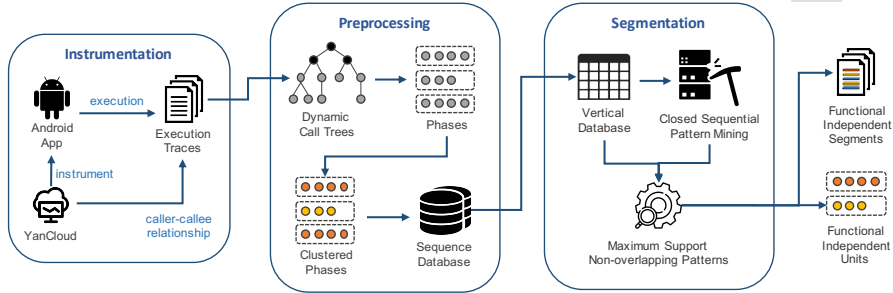 Instrumentation
execution
Android
App
Execution
Traces
instrument
YanCloud
caller-callee
relationship
Preprocessing
Dynamic
Call Trees
Phases
Clustered
Phases
Sequence
Database
Segmentation
Vertical
Database
Closed Sequential
Pattern Mining
Maximum Support
Non-overlapping Patterns
Functional
Independent
Segments
Functional
Independent
Units